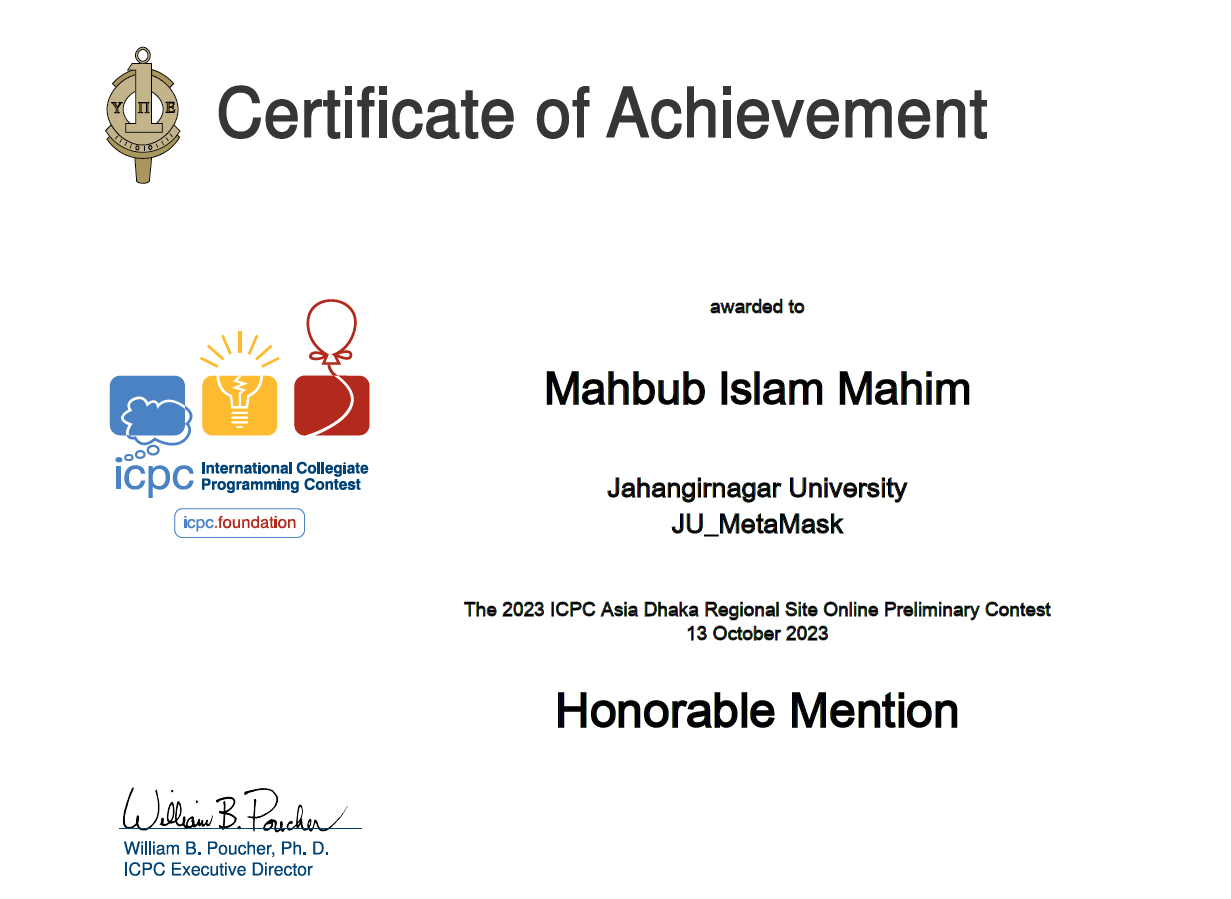 Υ Π Ε
Certificate of Achievement
awarded to
Mahbub Islam Mahim
icpc International Collegiate
Programming Contest
icpc.foundation
Jahangirnagar University
JU_MetaMask
The 2023 ICPC Asia Dhaka Regional Site Online Preliminary Contest
13 October 2023
Honorable Mention
William B. Poucher
William B. Poucher, Ph. D.
ICPC Executive Director